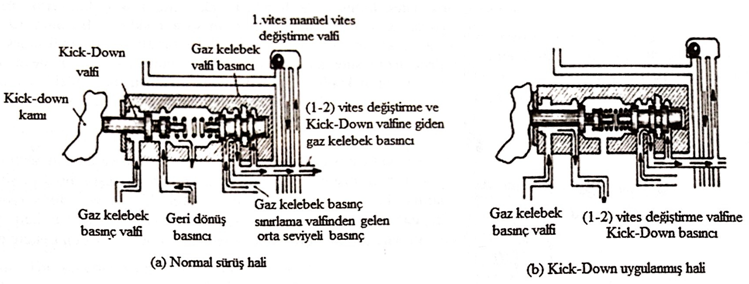 1.vites manüel vites
değiştirme valfi
Kick-Down
valfi
Gaz kelebek
valfi basıncı
Kick-down
kamı
(1-2) vites değiştirme ve
Kick-Down valfine giden
gaz kelebek basıncı
Gaz kelebek
basınç valfi
Geri dönüş
basıncı
Gaz kelebek basınç
sınırlama valfinden gelen
orta seviyeli basınç
(a) Normal sürüş hali
Gaz kelebek
basınç valfi
(1-2) vites değiştirme valfine
Kick-Down basıncı
(b) Kick-Down uygulanmış hali